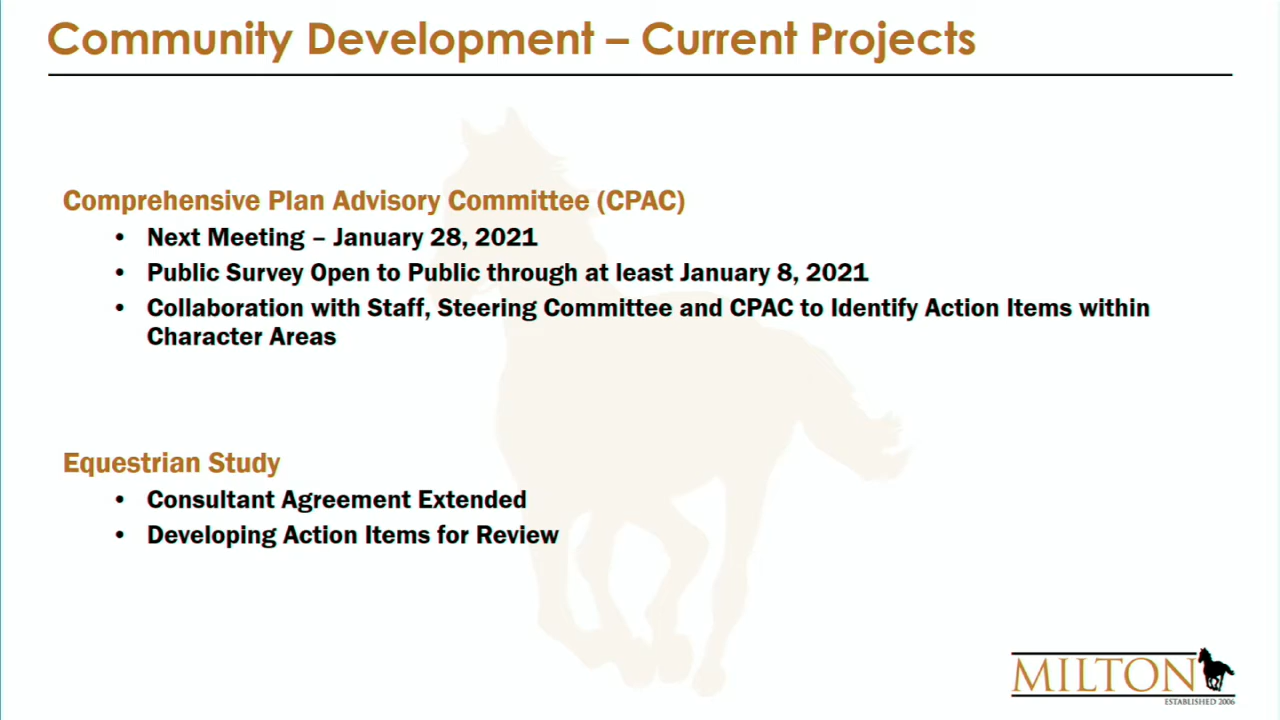 Community Development – Current Projects
Comprehensive Plan Advisory Committee (CPAC)
• Next Meeting – January 28, 2021
• Public Survey Open to Public through at least January 8, 2021
• Collaboration with Staff, Steering Committee and CPAC to Identify Action Items within
Character Areas
Equestrian Study
• Consultant Agreement Extended
• Developing Action Items for Review
MILTON
ESTABLISHED 2006